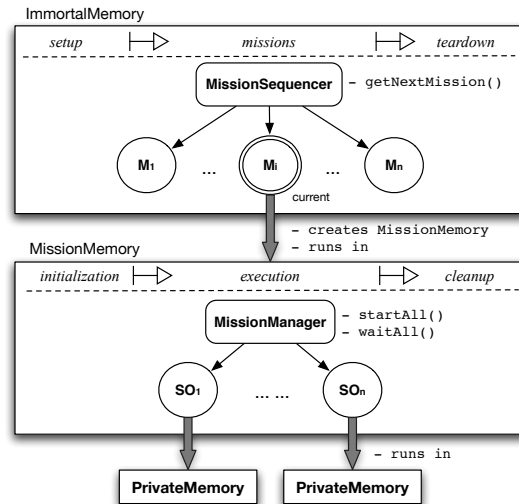 ImmortalMemory
setup missions teardown
MissionSequencer – getNextMission()
M1 ... Mi ... Mn
current
– creates MissionMemory
– runs in
MissionMemory
initialization execution cleanup
MissionManager – startAll()
– waitAll()
SO1 ... ... SOn
– runs in
PrivateMemory PrivateMemory